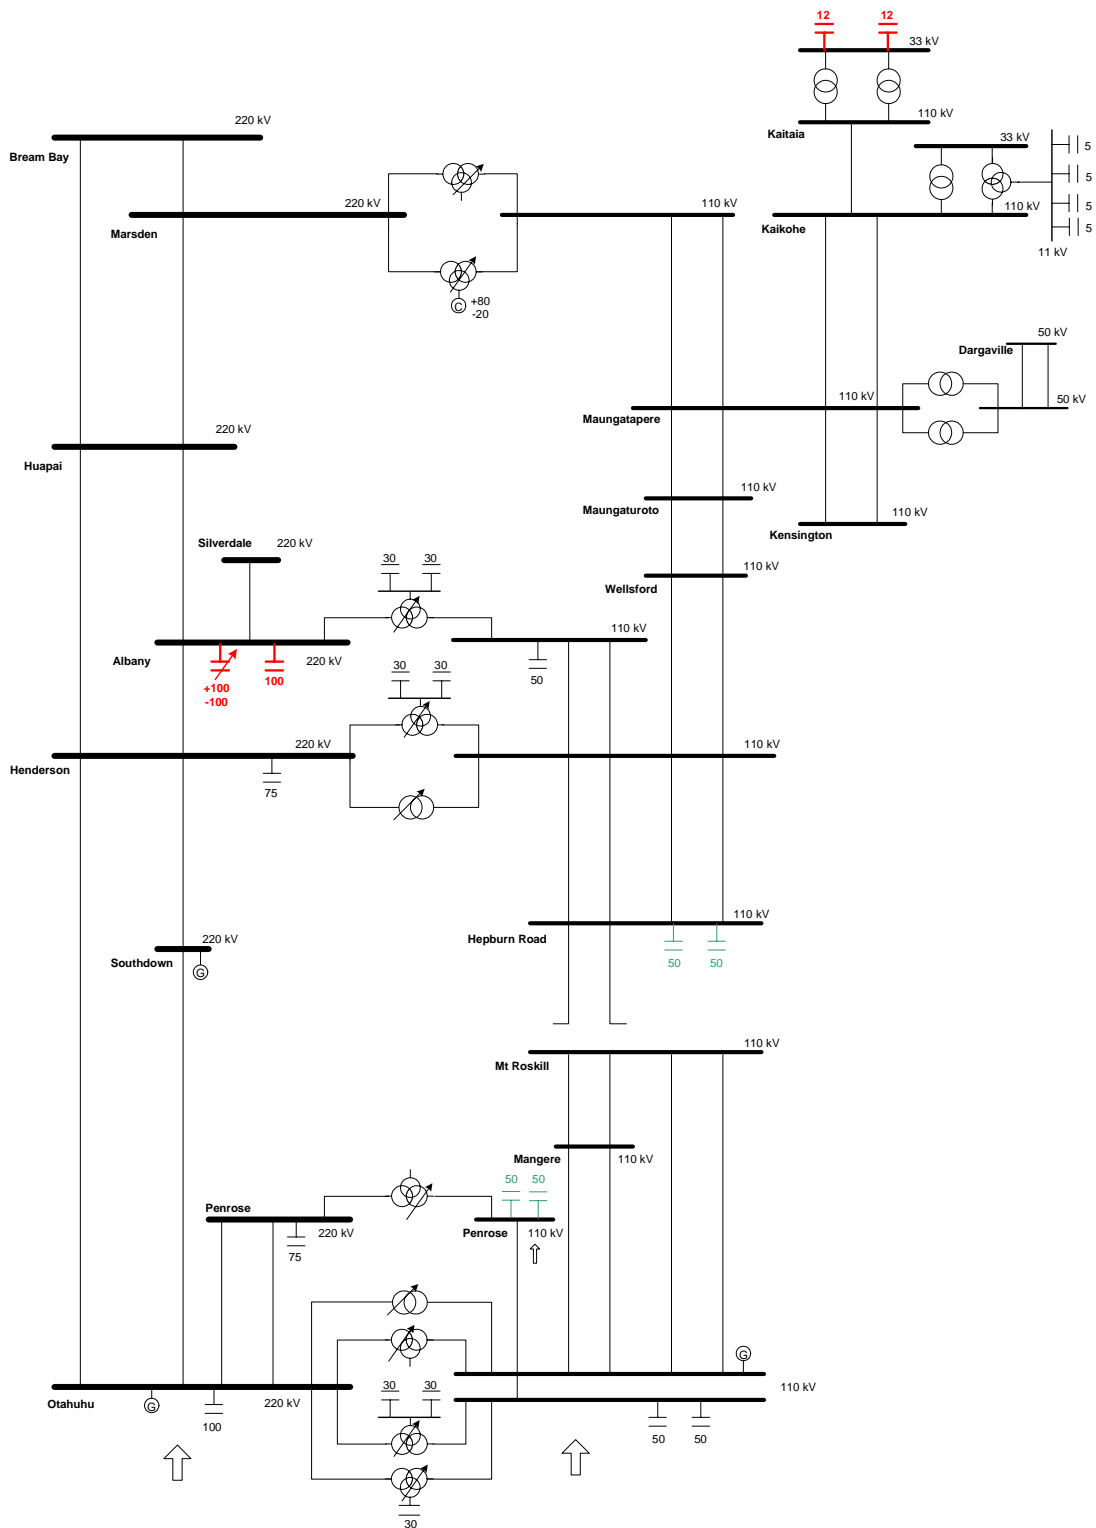 12 12
33 kV
110 kV
Kaitaia
220 kV
33 kV
5
Bream Bay
5
220 kV
110 kV
5
110 kV
Marsden
Kaikohe
5
11 kV
C
+80
-20
50 kV
Dargaville
110 kV
50 kV
Maungatapere
220 kV
Huapai
110 kV
Maungaturoto
110 kV
Kensington
Silverdale 220 kV
30 30
110 kV
Wellsford
110 kV
Albany
220 kV
30 30
50
+100
-100
100
220 kV
110 kV
Henderson
75
110 kV
Hepburn Road
220 kV
Southdown
50 50
G
110 kV
Mt Roskill
Mangere
110 kV
50 50
Penrose
220 kV
Penrose
110 kV
75
G
30 30
110 kV
Otahuhu
220 kV
G
100
50 50
30